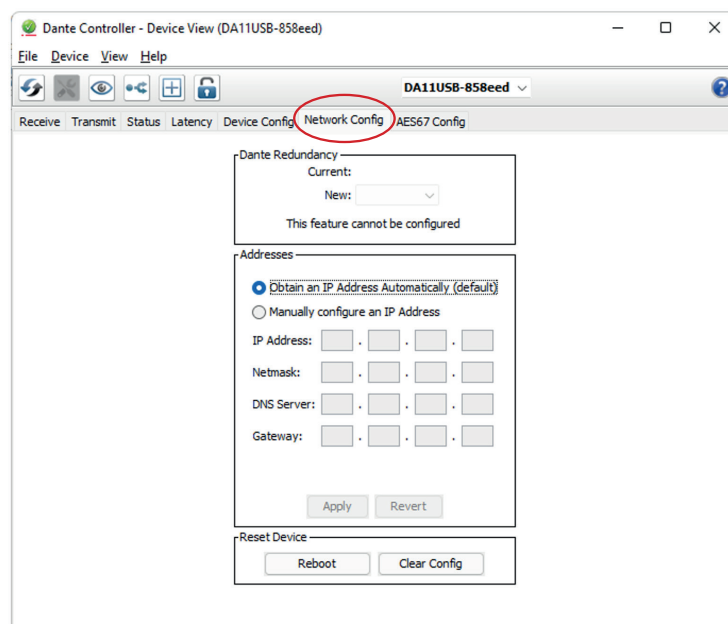 Dante Controller - Device View (DA11USB-858eed)
File Device View Help
DA11USB-858eed
?
Receive Transmit Status Latency Device Config Network Config AES67 Config
Dante Redundancy
Current:
New:
This feature cannot be configured
Addresses
Obtain an IP Address Automatically (default)
Manually configure an IP Address
IP Address: . . .
Netmask: . . .
DNS Server: . . .
Gateway: . . .
Apply Revert
Reset Device
Reboot Clear Config